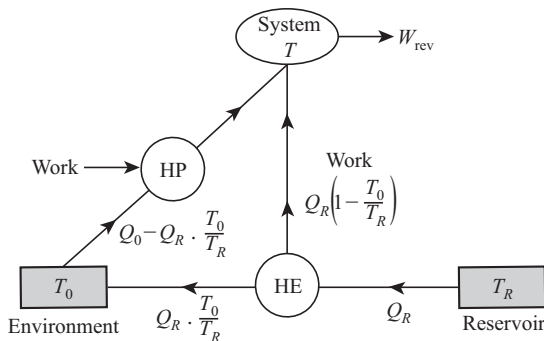 System
T
W_rev
Work
HP
Work
Q_R(1 − T_0/T_R)
Q_0 − Q_R · T_0/T_R
T_0
HE
T_R
Environment
Q_R · T_0/T_R
Q_R
Reservoir